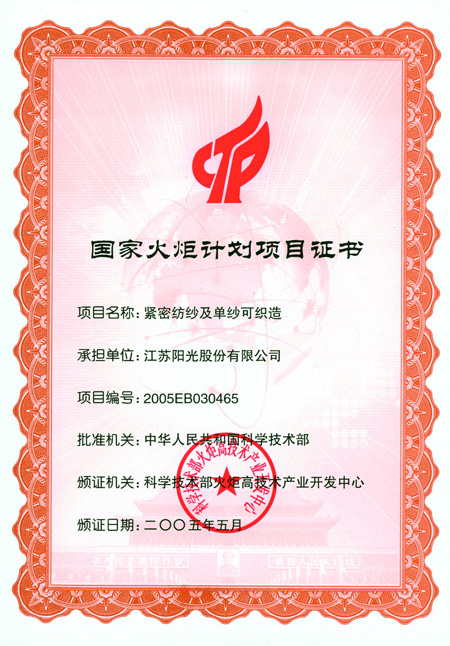 CTP
国家火炬计划项目证书
项目名称：紧密纺纱及单纱可织造
承担单位：江苏阳光股份有限公司
项目编号：2005EB030465
批准机关：中华人民共和国科学技术部
颁证机关：科学技术部火炬高技术产业开发中心
颁证日期：二〇〇五年五月
科学技术部火炬高技术产业开发中心